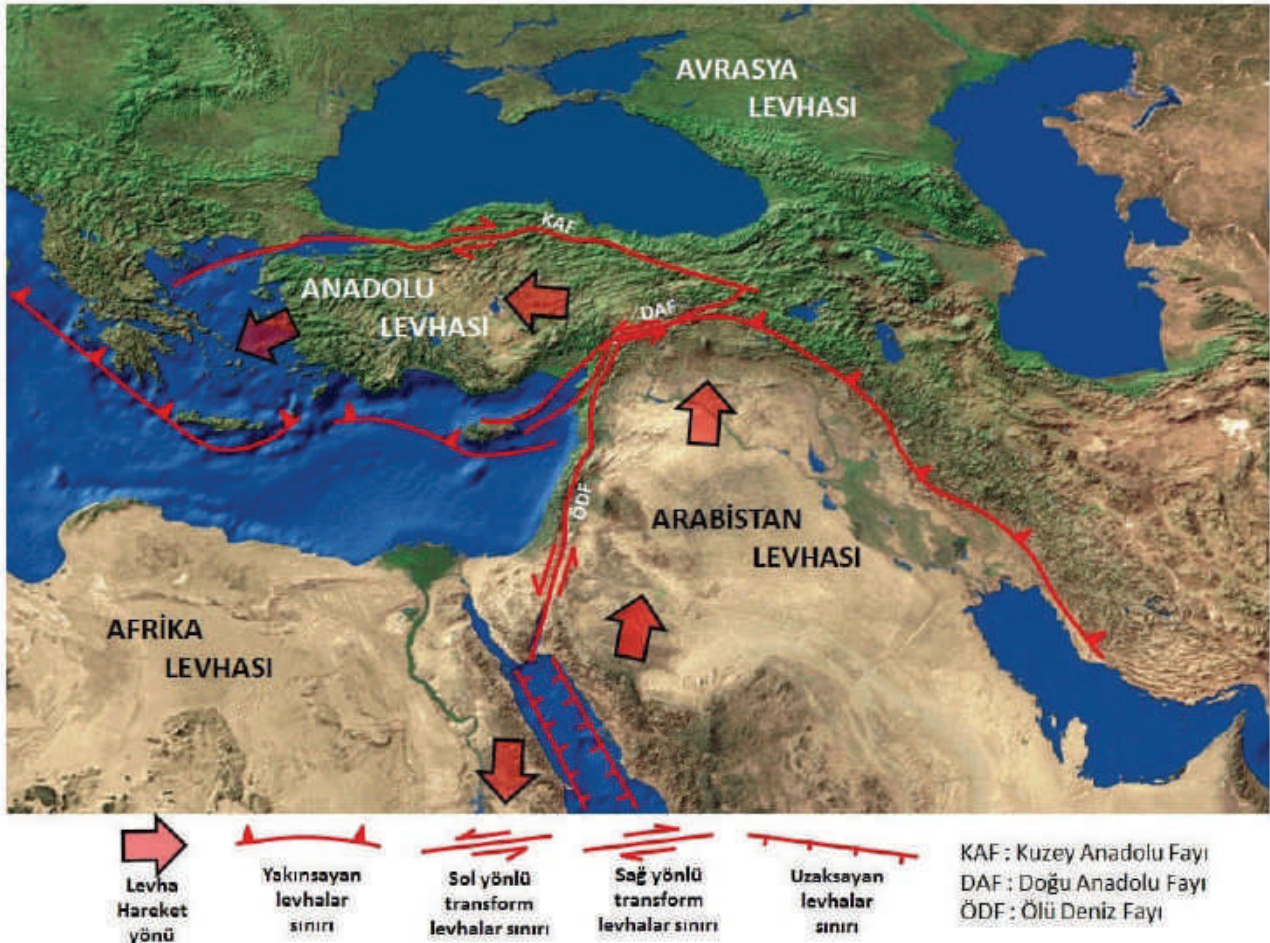 AVRASYA
LEVHASI
KAF
ANADOLU
LEVHASI
DAF
ÖDF
ARABİSTAN
LEVHASI
AFRİKA
LEVHASI
Levha
Hareket
yönü
Yakınsayan
levhalar
sınırı
Sol yönlü
transform
levhalar sınırı
Sağ yönlü
transform
levhalar sınırı
Uzaksayan
levhalar
sınırı
KAF : Kuzey Anadolu Fayı
DAF : Doğu Anadolu Fayı
ÖDF : Ölü Deniz Fayı